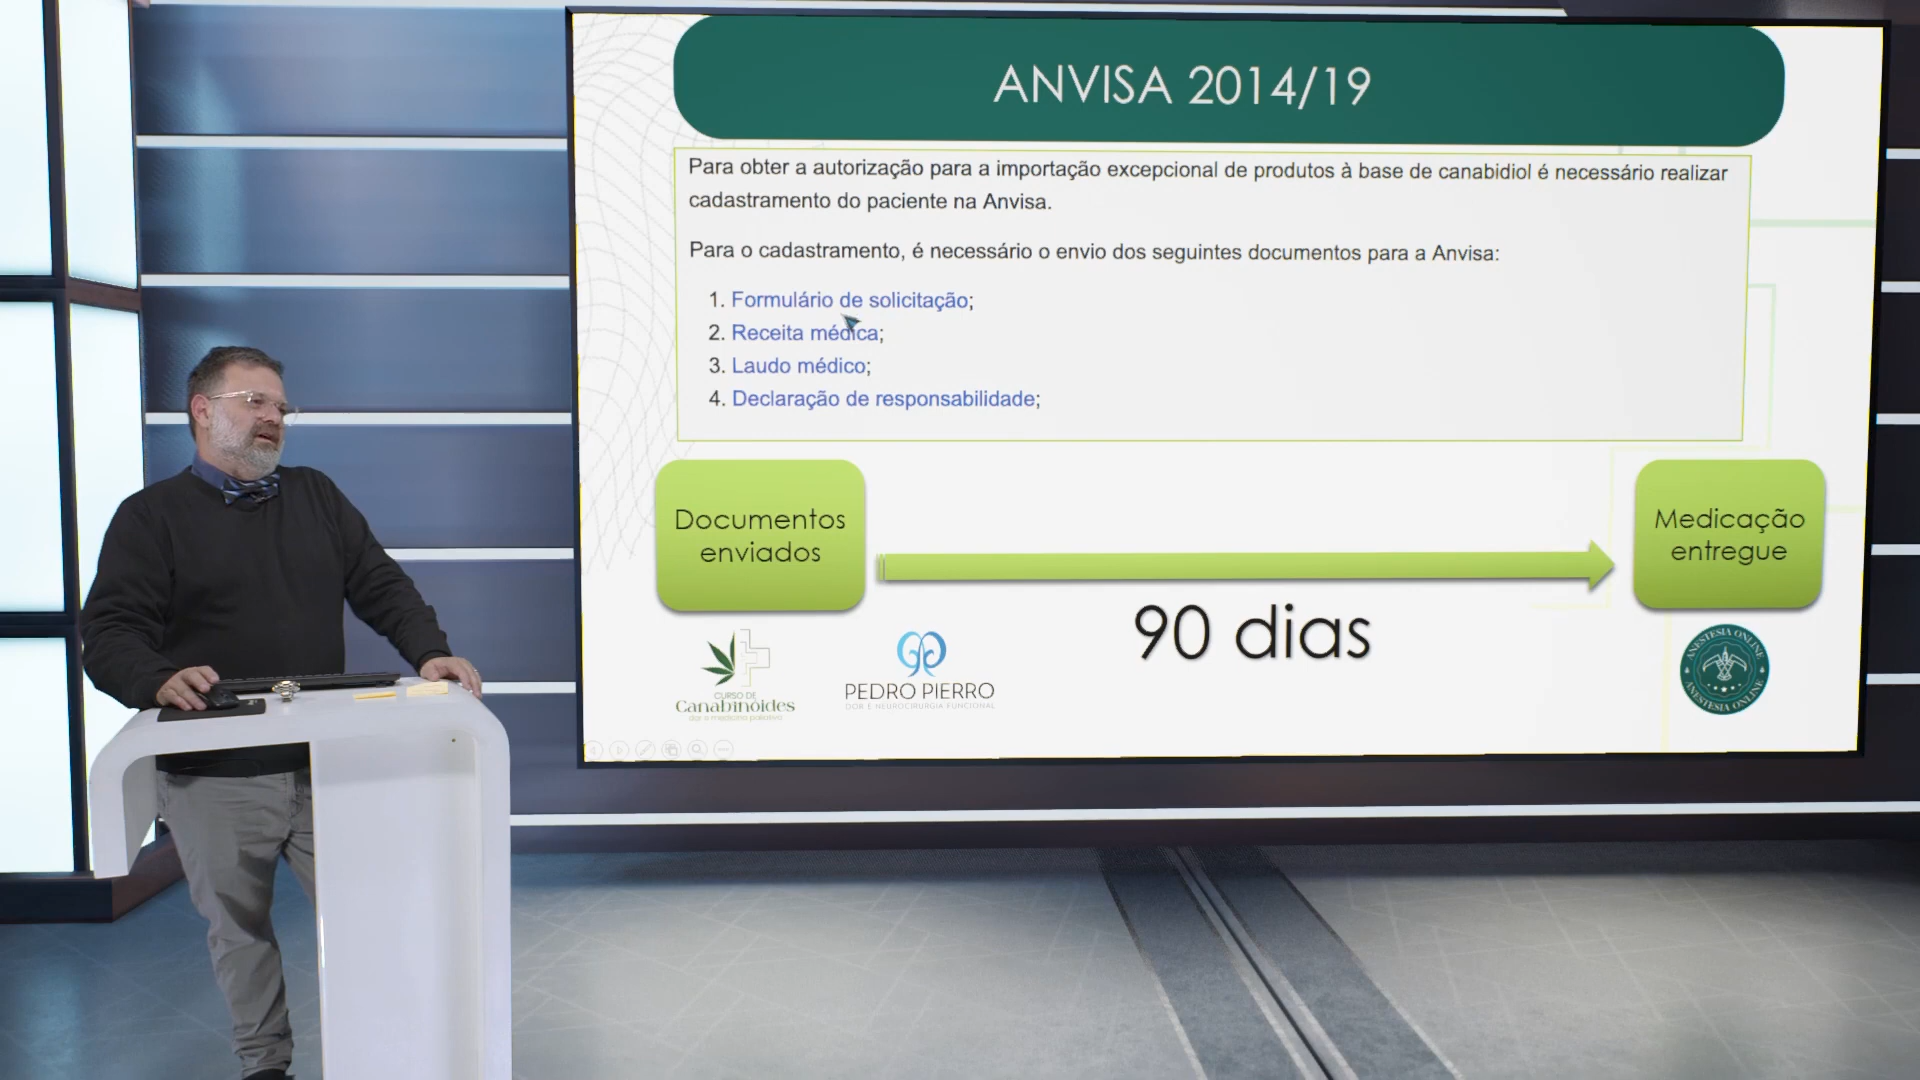 ANVISA 2014/19
Para obter a autorização para a importação excepcional de produtos à base de canabidiol é necessário realizar
cadastramento do paciente na Anvisa.
Para o cadastramento, é necessário o envio dos seguintes documentos para a Anvisa:
1. Formulário de solicitação;
2. Receita médica;
3. Laudo médico;
4. Declaração de responsabilidade;
Documentos
enviados
Medicação
entregue
90 dias
CURSO DE
Canabinóides
dor e medicina paliativa
PEDRO PIERRO
DOR E NEUROCIRURGIA FUNCIONAL
ANESTESIA ONLINE
ANESTESIA ONLINE